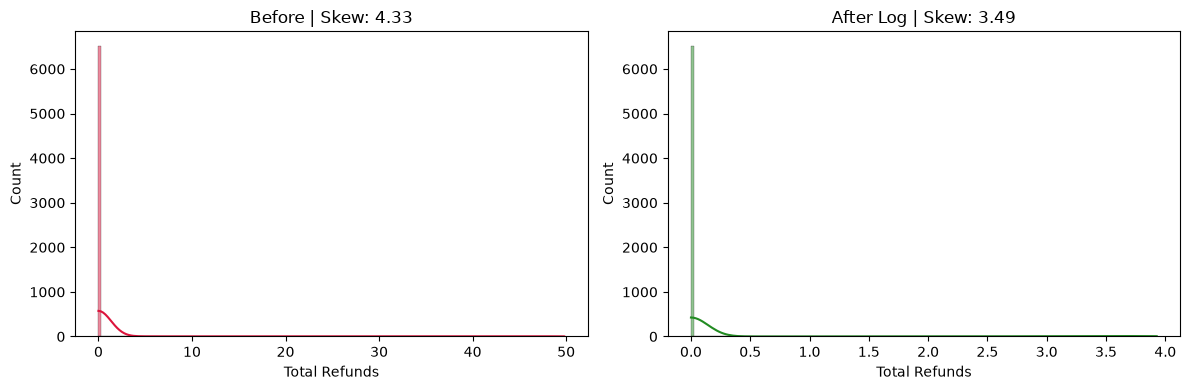 Before | Skew: 4.33
6000
5000
4000
3000
2000
1000
0
Count
0 10 20 30 40 50
Total Refunds
After Log | Skew: 3.49
6000
5000
4000
3000
2000
1000
0
Count
0.0 0.5 1.0 1.5 2.0 2.5 3.0 3.5 4.0
Total Refunds